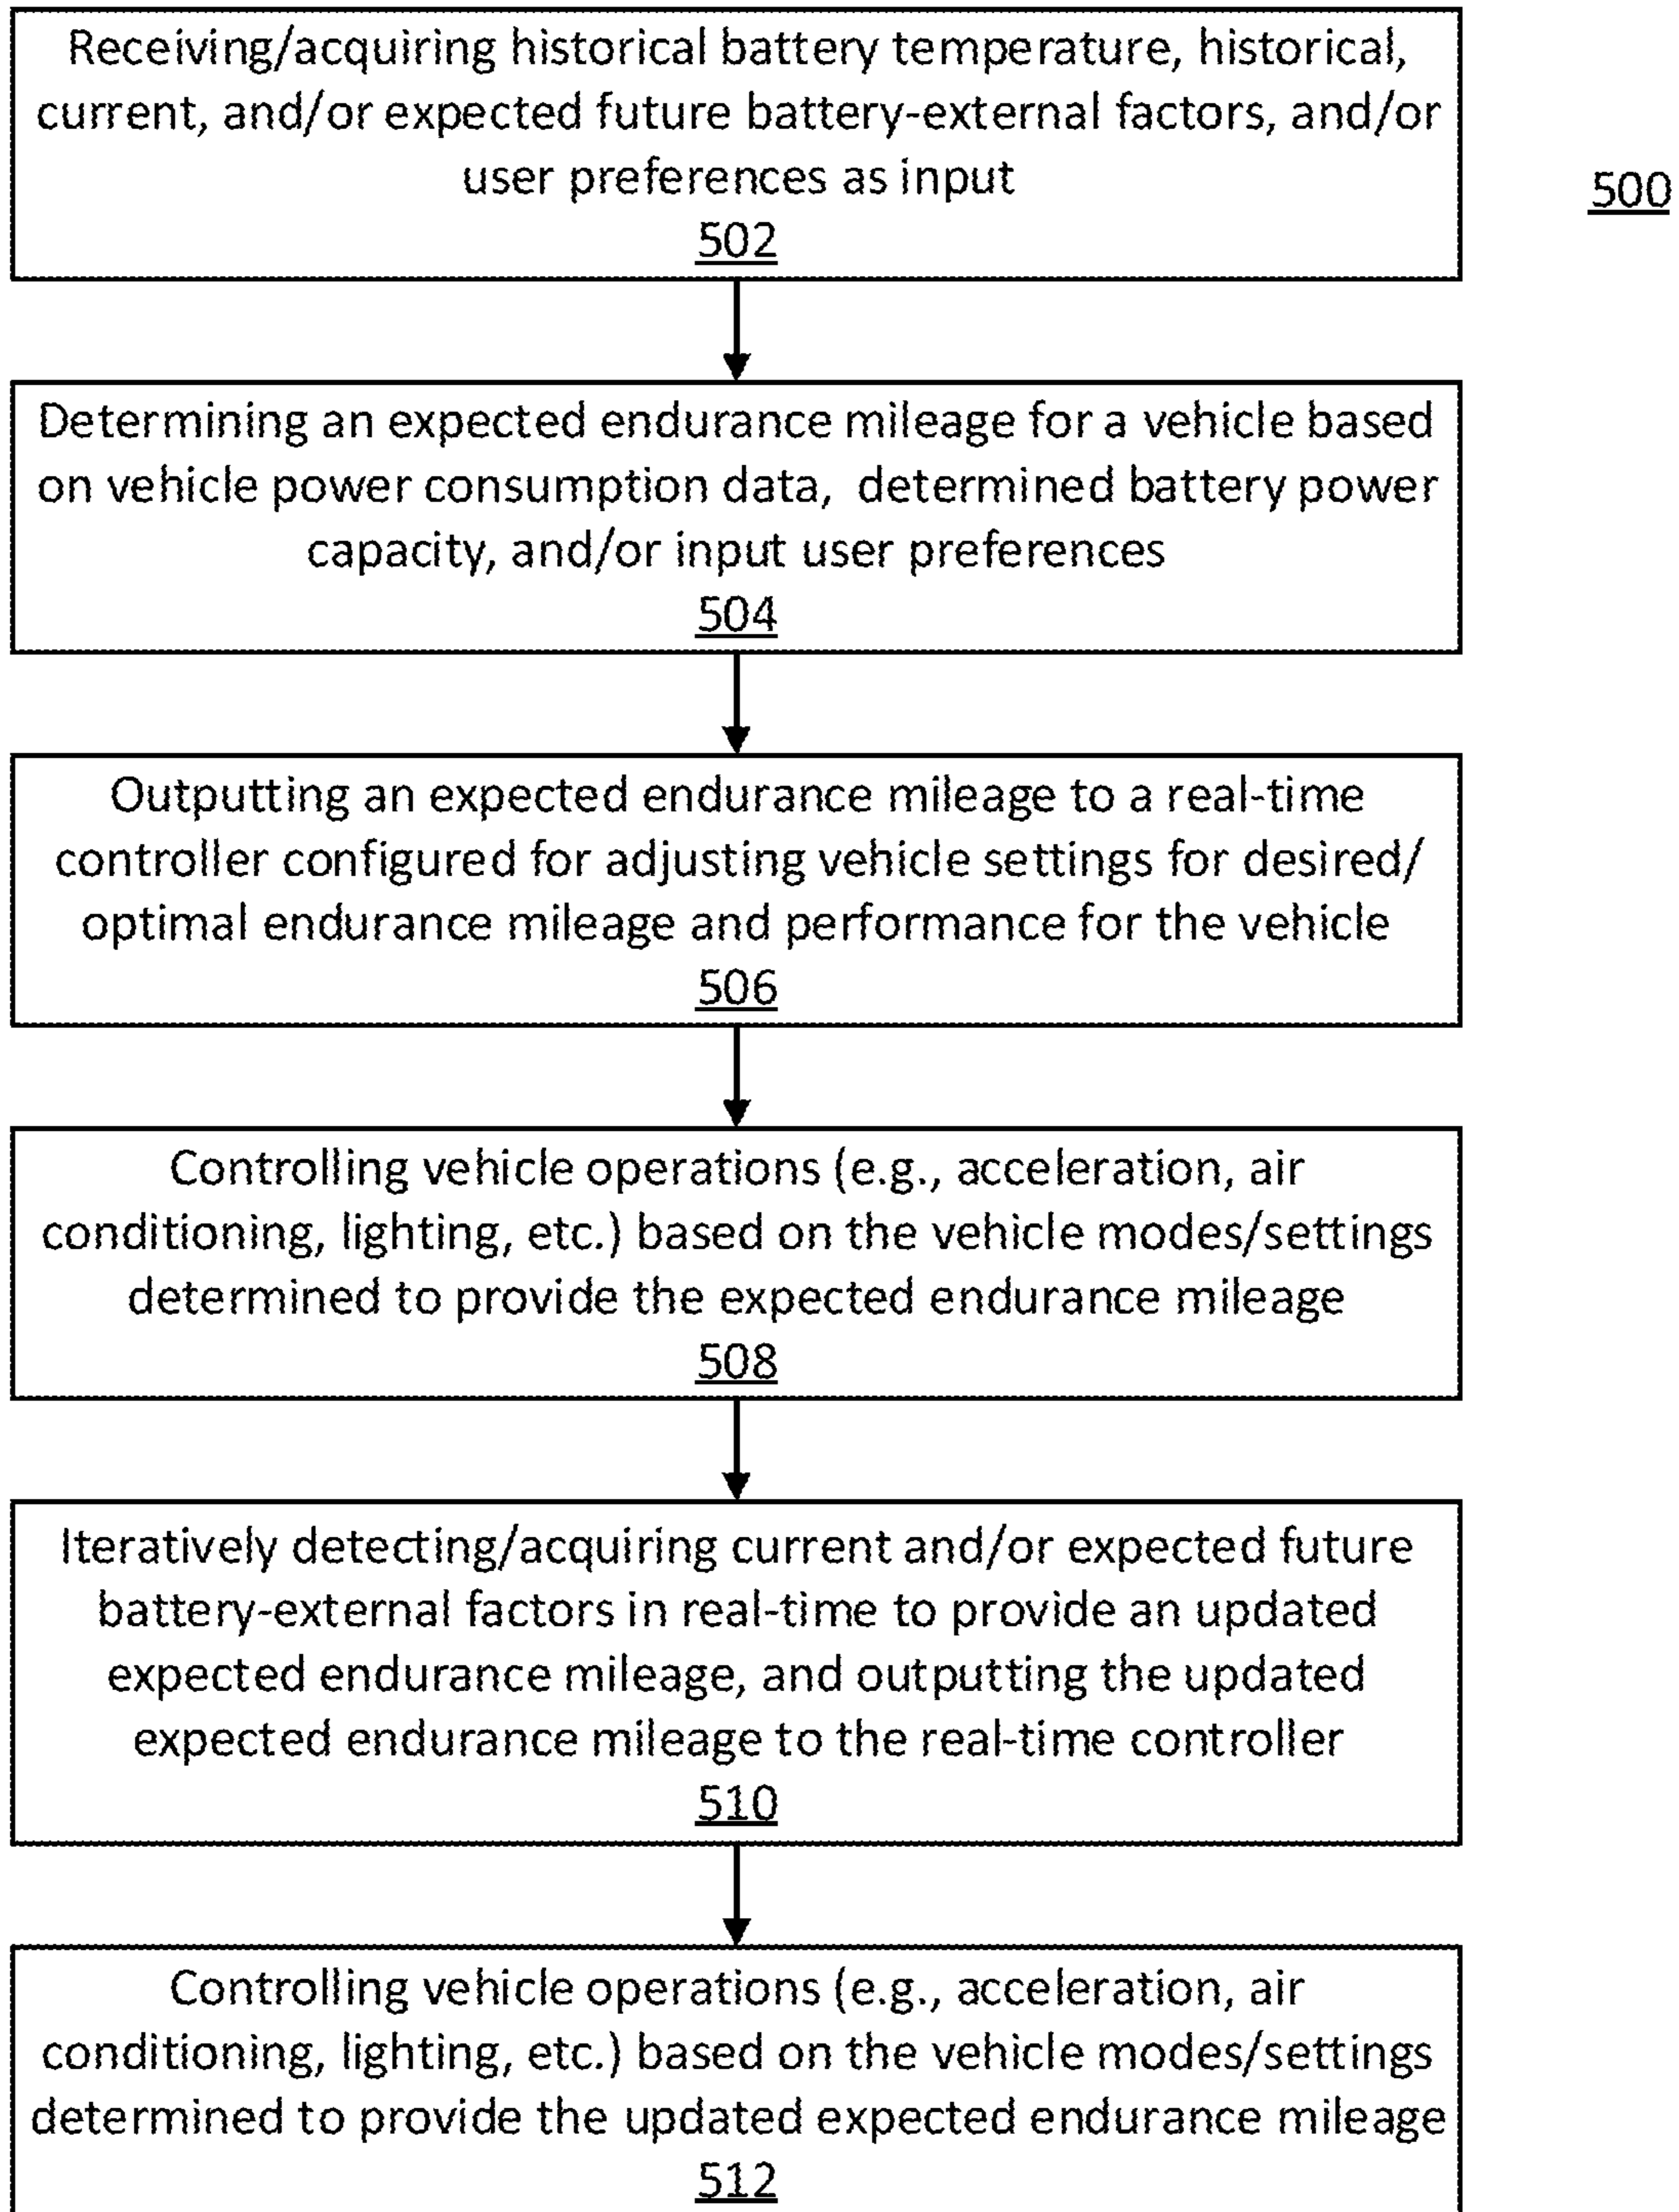 Receiving/acquiring historical battery temperature, historical,
current, and/or expected future battery-external factors, and/or
user preferences as input
502
500
Determining an expected endurance mileage for a vehicle based
on vehicle power consumption data, determined battery power
capacity, and/or input user preferences
504
Outputting an expected endurance mileage to a real-time
controller configured for adjusting vehicle settings for desired/
optimal endurance mileage and performance for the vehicle
506
Controlling vehicle operations (e.g., acceleration, air
conditioning, lighting, etc.) based on the vehicle modes/settings
determined to provide the expected endurance mileage
508
Iteratively detecting/acquiring current and/or expected future
battery-external factors in real-time to provide an updated
expected endurance mileage, and outputting the updated
expected endurance mileage to the real-time controller
510
Controlling vehicle operations (e.g., acceleration, air
conditioning, lighting, etc.) based on the vehicle modes/settings
determined to provide the updated expected endurance mileage
512